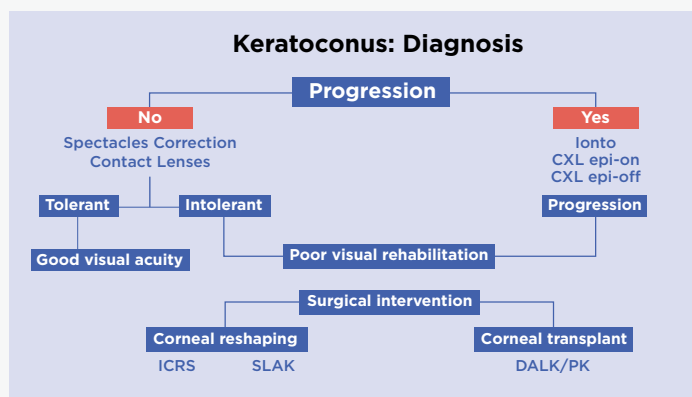 Keratoconus: Diagnosis
Progression
No
Yes
Spectacles Correction
Contact Lenses
Ionto
CXL epi-on
CXL epi-off
Tolerant
Intolerant
Progression
Good visual acuity
Poor visual rehabilitation
Surgical intervention
Corneal reshaping
Corneal transplant
ICRS
SLAK
DALK/PK